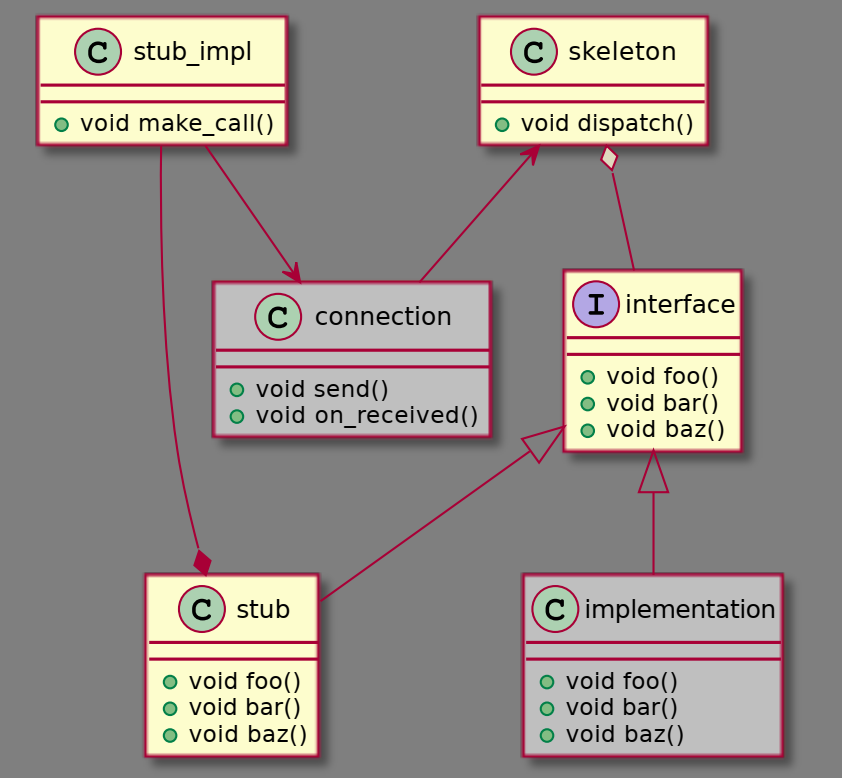 C stub_impl
void make_call()
C skeleton
void dispatch()
C connection
void send()
void on_received()
I interface
void foo()
void bar()
void baz()
C stub
void foo()
void bar()
void baz()
C implementation
void foo()
void bar()
void baz()